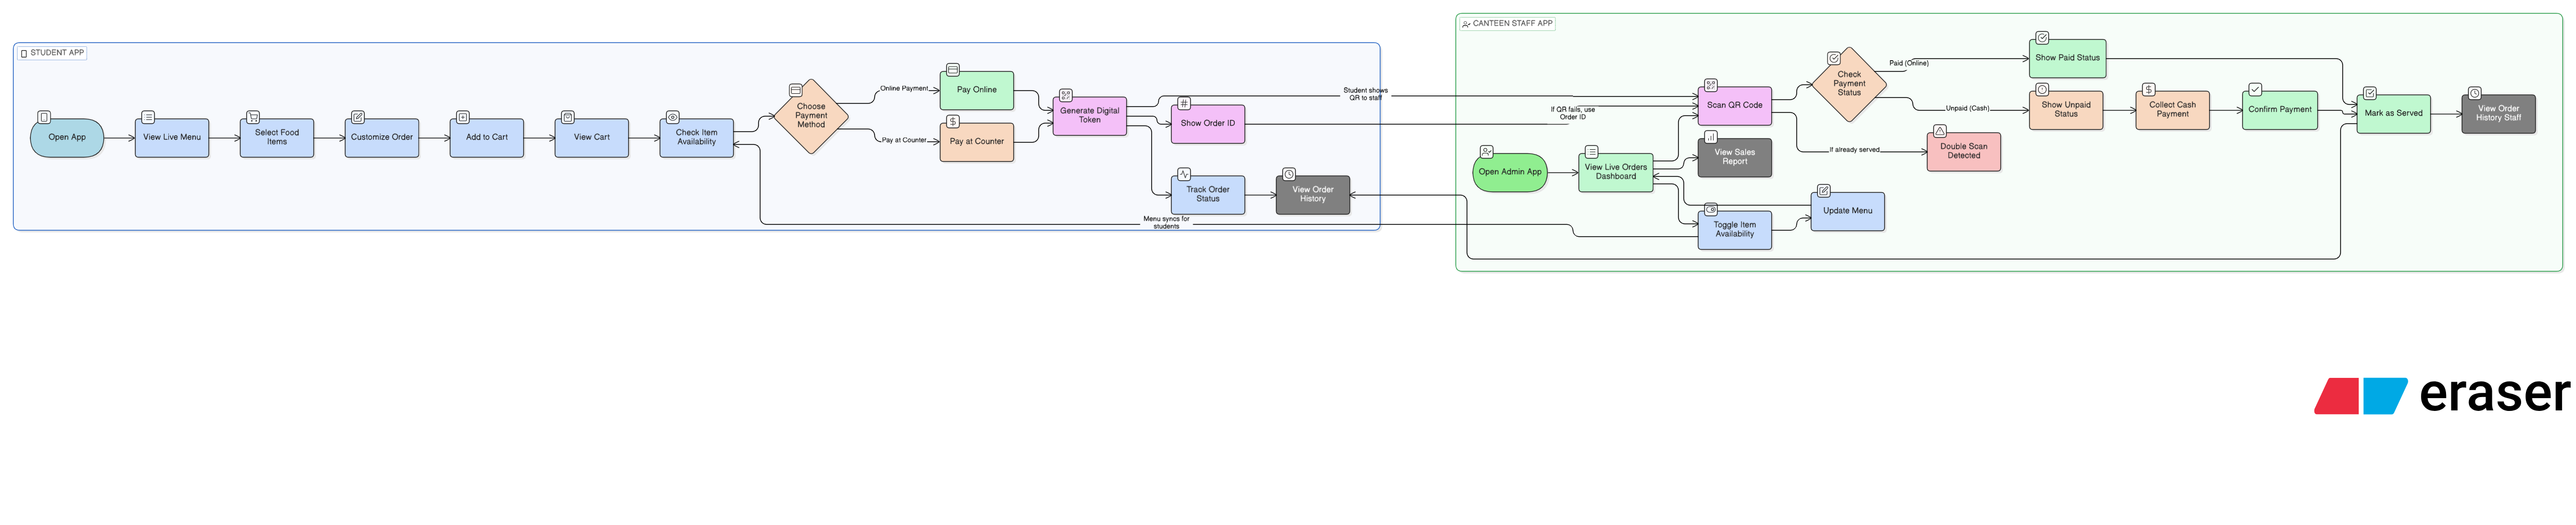 STUDENT APP
Open App
View Live Menu
Select Food
Items
Customize Order
Add to Cart
View Cart
Check Item
Availability
Choose
Payment
Method
Online Payment
Pay at Counter
Pay Online
Pay at Counter
Generate Digital
Token
Show Order ID
Track Order
Status
View Order
History
Menu syncs for
students
Student shows
QR to staff
If QR fails, use
Order ID
CANTEEN STAFF APP
Open Admin App
View Live Orders
Dashboard
Scan QR Code
View Sales
Report
Toggle Item
Availability
Update Menu
Check
Payment
Status
Paid (Online)
Unpaid (Cash)
If already served
Double Scan
Detected
Show Paid Status
Show Unpaid
Status
Collect Cash
Payment
Confirm Payment
Mark as Served
View Order
History Staff
eraser